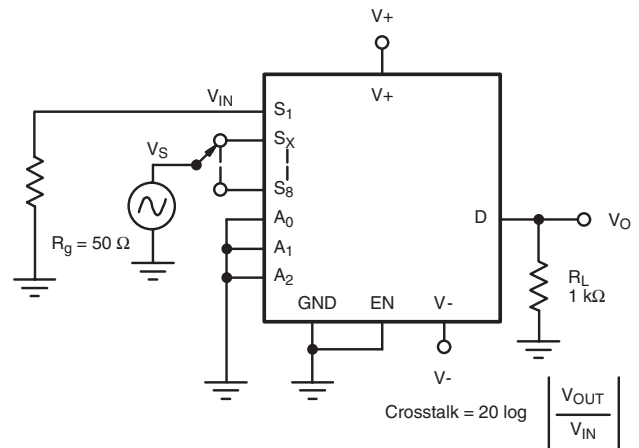 V+
V+
VIN
S1
VS
SX
S8
Rg = 50 Ω
A0
D
VO
A1
A2
RL
1 kΩ
GND EN V-
V-
Crosstalk = 20 log | VOUT
VIN |